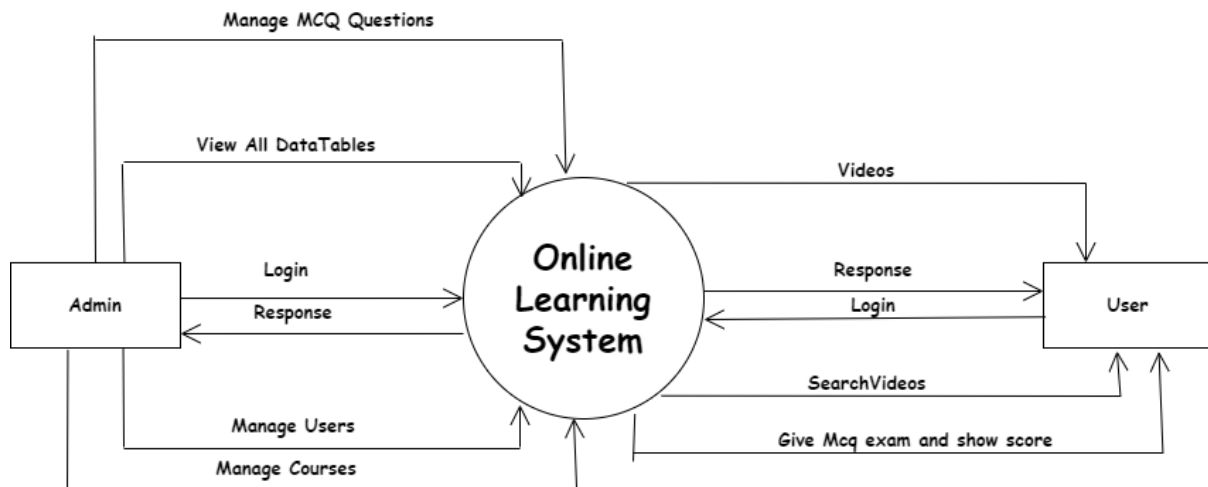 Manage MCQ Questions
View All DataTables
Videos
Login
Response
Admin
Online
Learning
System
Response
Login
User
SearchVideos
Manage Users
Give Mcq exam and show score
Manage Courses